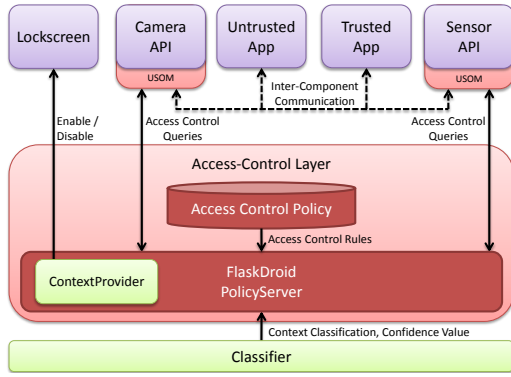 Lockscreen
Camera
API
Untrusted
App
Trusted
App
Sensor
API
USOM
USOM
Inter-Component
Communication
Enable /
Disable
Access Control
Queries
Access Control
Queries
Access-Control Layer
Access Control Policy
Access Control Rules
ContextProvider
FlaskDroid
PolicyServer
Context Classification, Confidence Value
Classifier